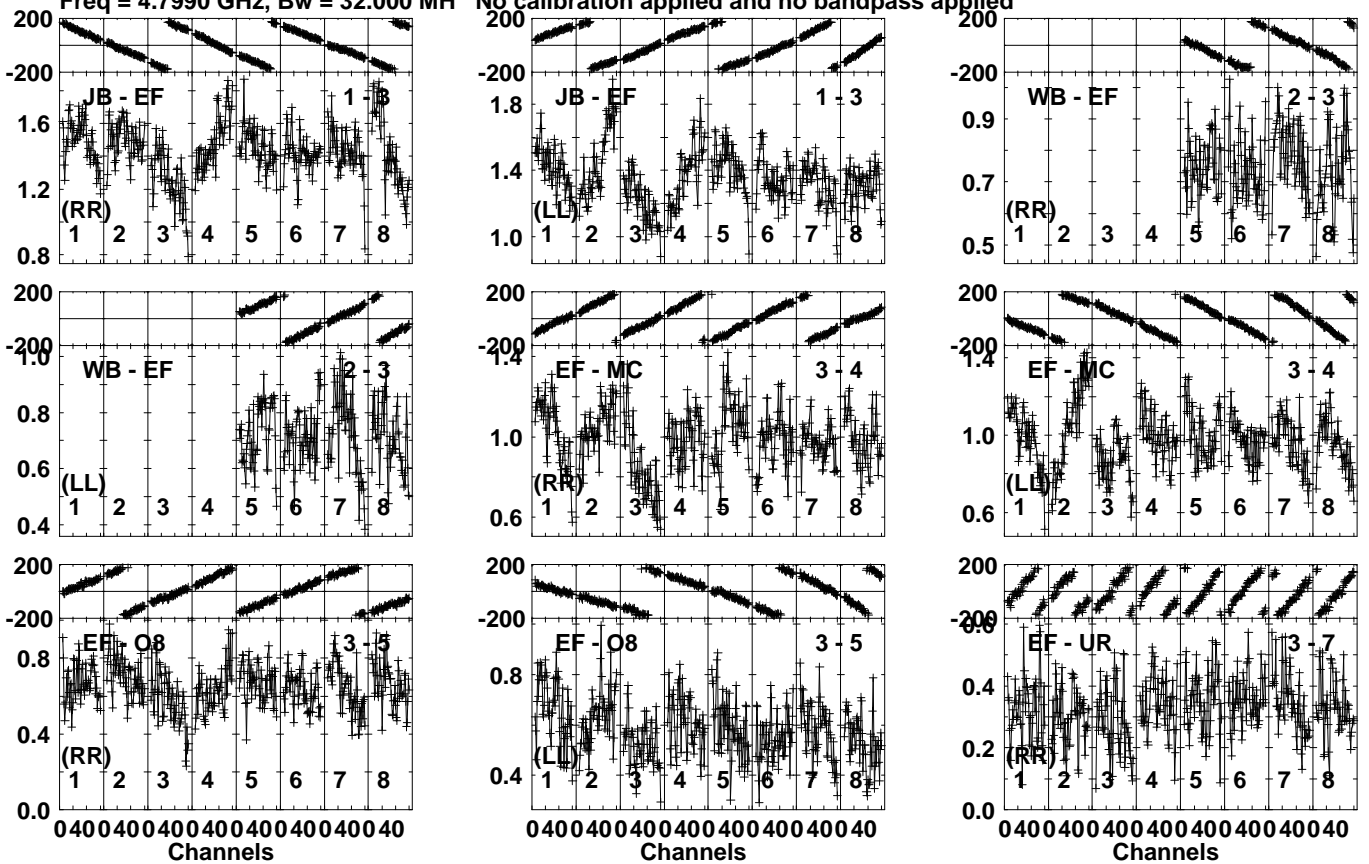 Freq = 4.7990 GHz, Bw = 32.000 MH No calibration applied and no bandpass applied
200
-200
JB - EF 1 - 3
1.6
1.2
0.8
(RR)
1 2 3 4 5 6 7 8
200
-200
JB - EF 1 - 3
1.8
1.4
1.0
(LL)
1 2 3 4 5 6 7 8
200
-200
WB - EF 2 - 3
0.9
0.7
0.5
(RR)
1 2 3 4 5 6 7 8
200
-200
1.0
WB - EF 2 - 3
0.8
0.6
0.4
(LL)
1 2 3 4 5 6 7 8
200
-200
1.4
EF - MC 3 - 4
1.0
0.6
(RR)
1 2 3 4 5 6 7 8
200
-200
1.4
EF - MC 3 - 4
1.0
0.6
(LL)
1 2 3 4 5 6 7 8
200
-200
EF - O8 3 - 5
0.8
0.4
0.0
(RR)
1 2 3 4 5 6 7 8
0 40 0 40 0 40 0 40 0 40 0 40 0 40 0 40
Channels
200
-200
EF - O8 3 - 5
0.8
0.4
(LL)
1 2 3 4 5 6 7 8
0 40 0 40 0 40 0 40 0 40 0 40 0 40 0 40
Channels
200
-200
0.6
EF - UR 3 - 7
0.4
0.2
0.0
(RR)
1 2 3 4 5 6 7 8
0 40 0 40 0 40 0 40 0 40 0 40 0 40 0 40
Channels